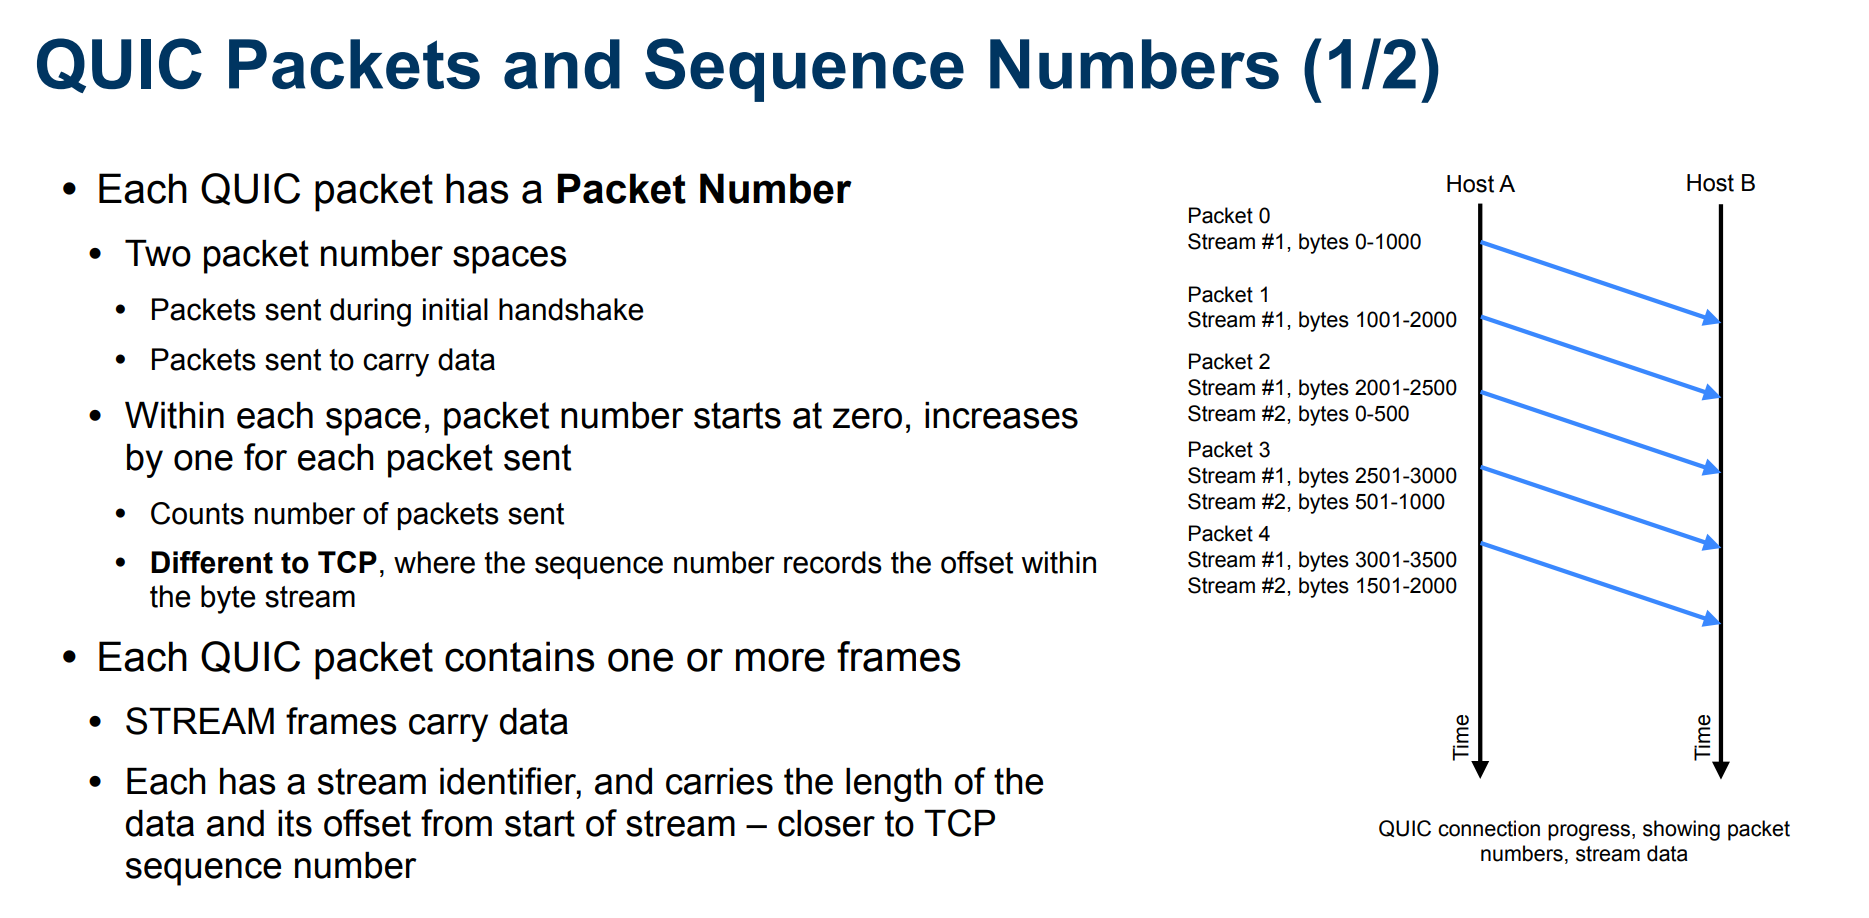 QUIC Packets and Sequence Numbers (1/2)
• Each QUIC packet has a Packet Number
• Two packet number spaces
• Packets sent during initial handshake
• Packets sent to carry data
• Within each space, packet number starts at zero, increases
by one for each packet sent
• Counts number of packets sent
• Different to TCP, where the sequence number records the offset within
the byte stream
• Each QUIC packet contains one or more frames
• STREAM frames carry data
• Each has a stream identifier, and carries the length of the
data and its offset from start of stream – closer to TCP
sequence number
Host A
Host B
Packet 0
Stream #1, bytes 0-1000
Packet 1
Stream #1, bytes 1001-2000
Packet 2
Stream #1, bytes 2001-2500
Stream #2, bytes 0-500
Packet 3
Stream #1, bytes 2501-3000
Stream #2, bytes 501-1000
Packet 4
Stream #1, bytes 3001-3500
Stream #2, bytes 1501-2000
Time
Time
QUIC connection progress, showing packet
numbers, stream data